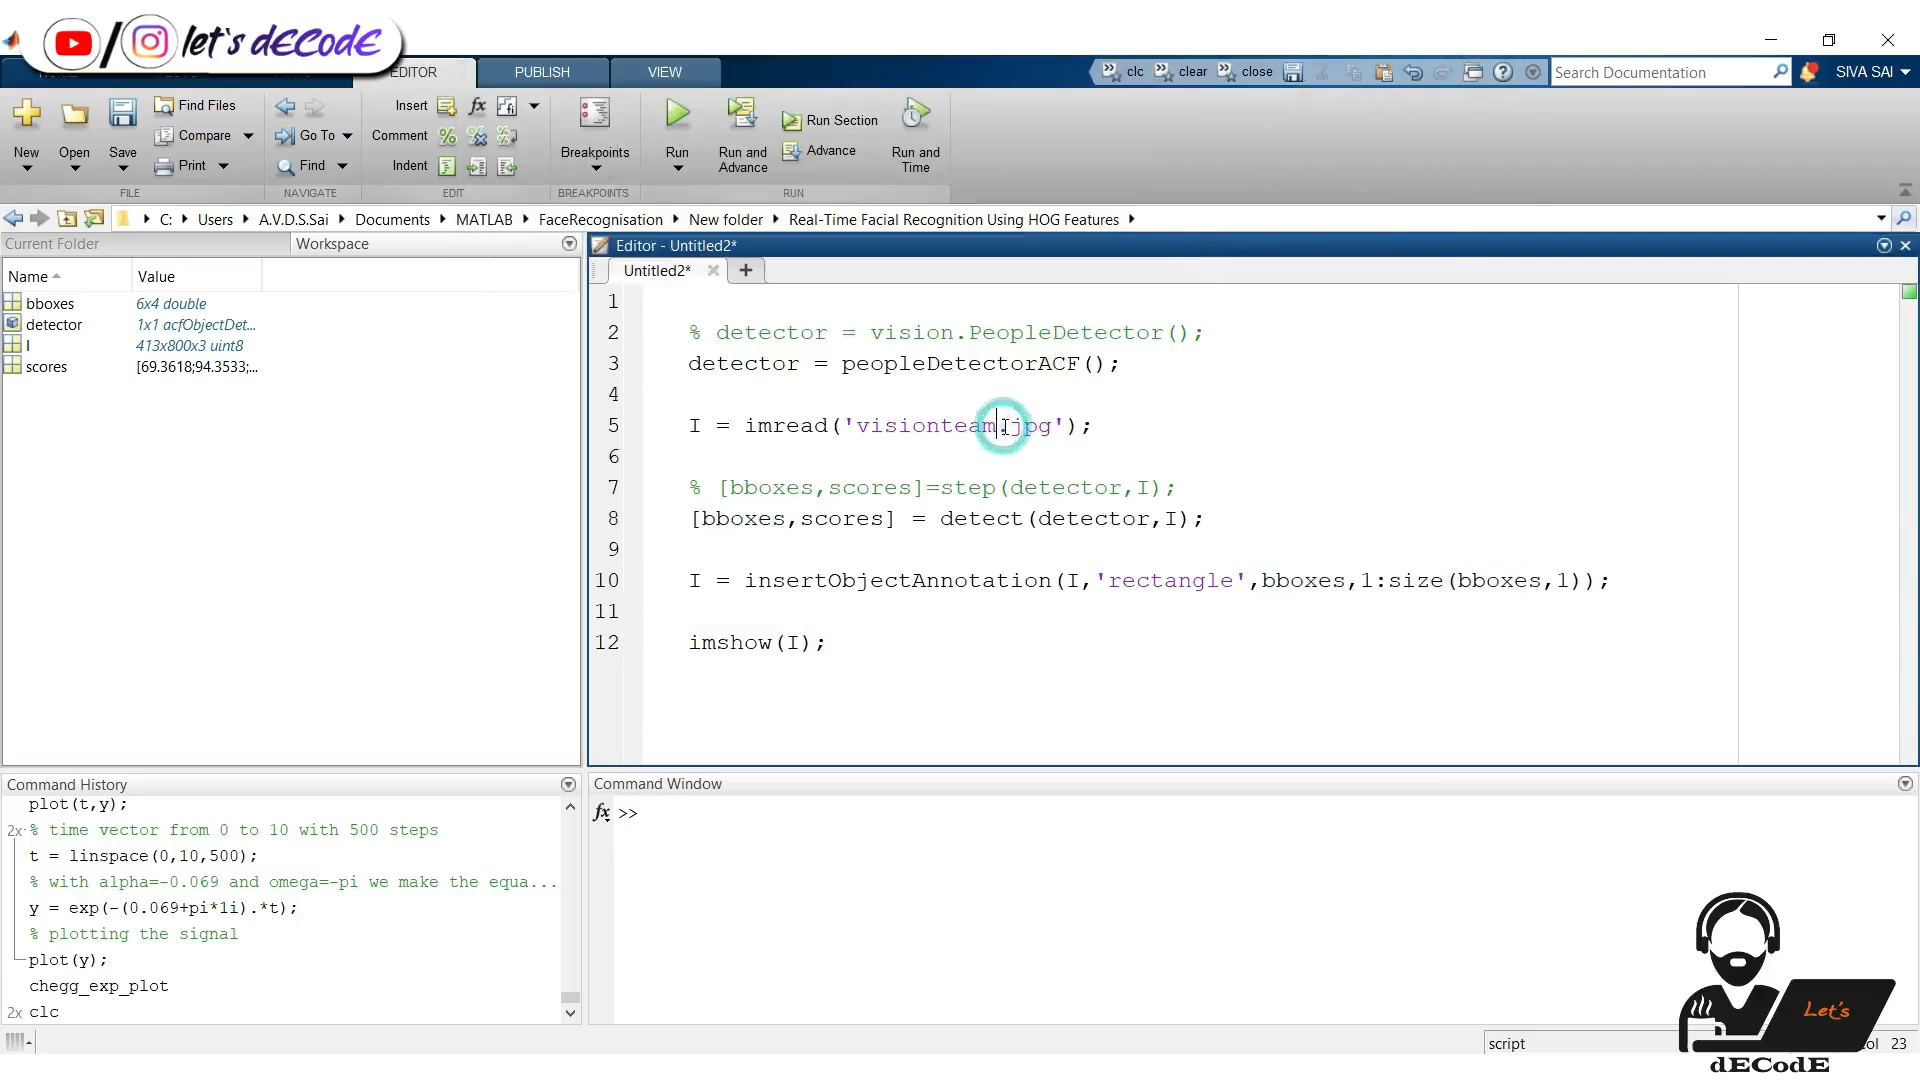 let's dECodE
EDITOR
PUBLISH
VIEW
clc
clear
close
Search Documentation
SIVA SAI
New
Open
Save
Find Files
Compare
Print
FILE
Go To
Find
NAVIGATE
Insert
fx
Comment
Indent
EDIT
Breakpoints
BREAKPOINTS
Run
Run and
Advance
Run Section
Advance
Run and
Time
RUN
C: Users A.V.D.S.Sai Documents MATLAB FaceRecognisation New folder Real-Time Facial Recognition Using HOG Features
Current Folder
Workspace
Name Value
bboxes 6x4 double
detector 1x1 acfObjectDet...
I 413x800x3 uint8
scores [69.3618;94.3533;...
Editor - Untitled2*
Untitled2*
1
2 % detector = vision.PeopleDetector();
3 detector = peopleDetectorACF();
4
5 I = imread('visionteam.jpg');
6
7 % [bboxes,scores]=step(detector,I);
8 [bboxes,scores] = detect(detector,I);
9
10 I = insertObjectAnnotation(I,'rectangle',bboxes,1:size(bboxes,1));
11
12 imshow(I);
Command History
plot(t,y);
2x % time vector from 0 to 10 with 500 steps
t = linspace(0,10,500);
% with alpha=-0.069 and omega=-pi we make the equa...
y = exp(-(0.069+pi*1i).*t);
% plotting the signal
plot(y);
chegg_exp_plot
2x clc
Command Window
fx >>
script
23
Let's
dECodE